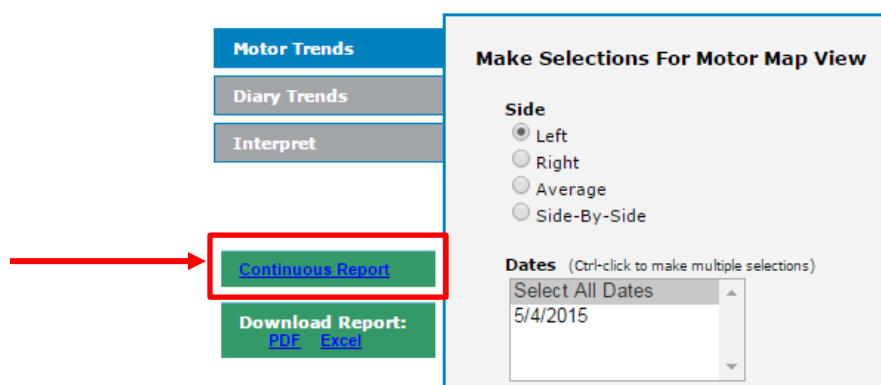 Motor Trends
Diary Trends
Interpret
Continuous Report
Download Report:
PDF Excel
Make Selections For Motor Map View
Side
Left
Right
Average
Side-By-Side
Dates (Ctrl-click to make multiple selections)
Select All Dates
5/4/2015